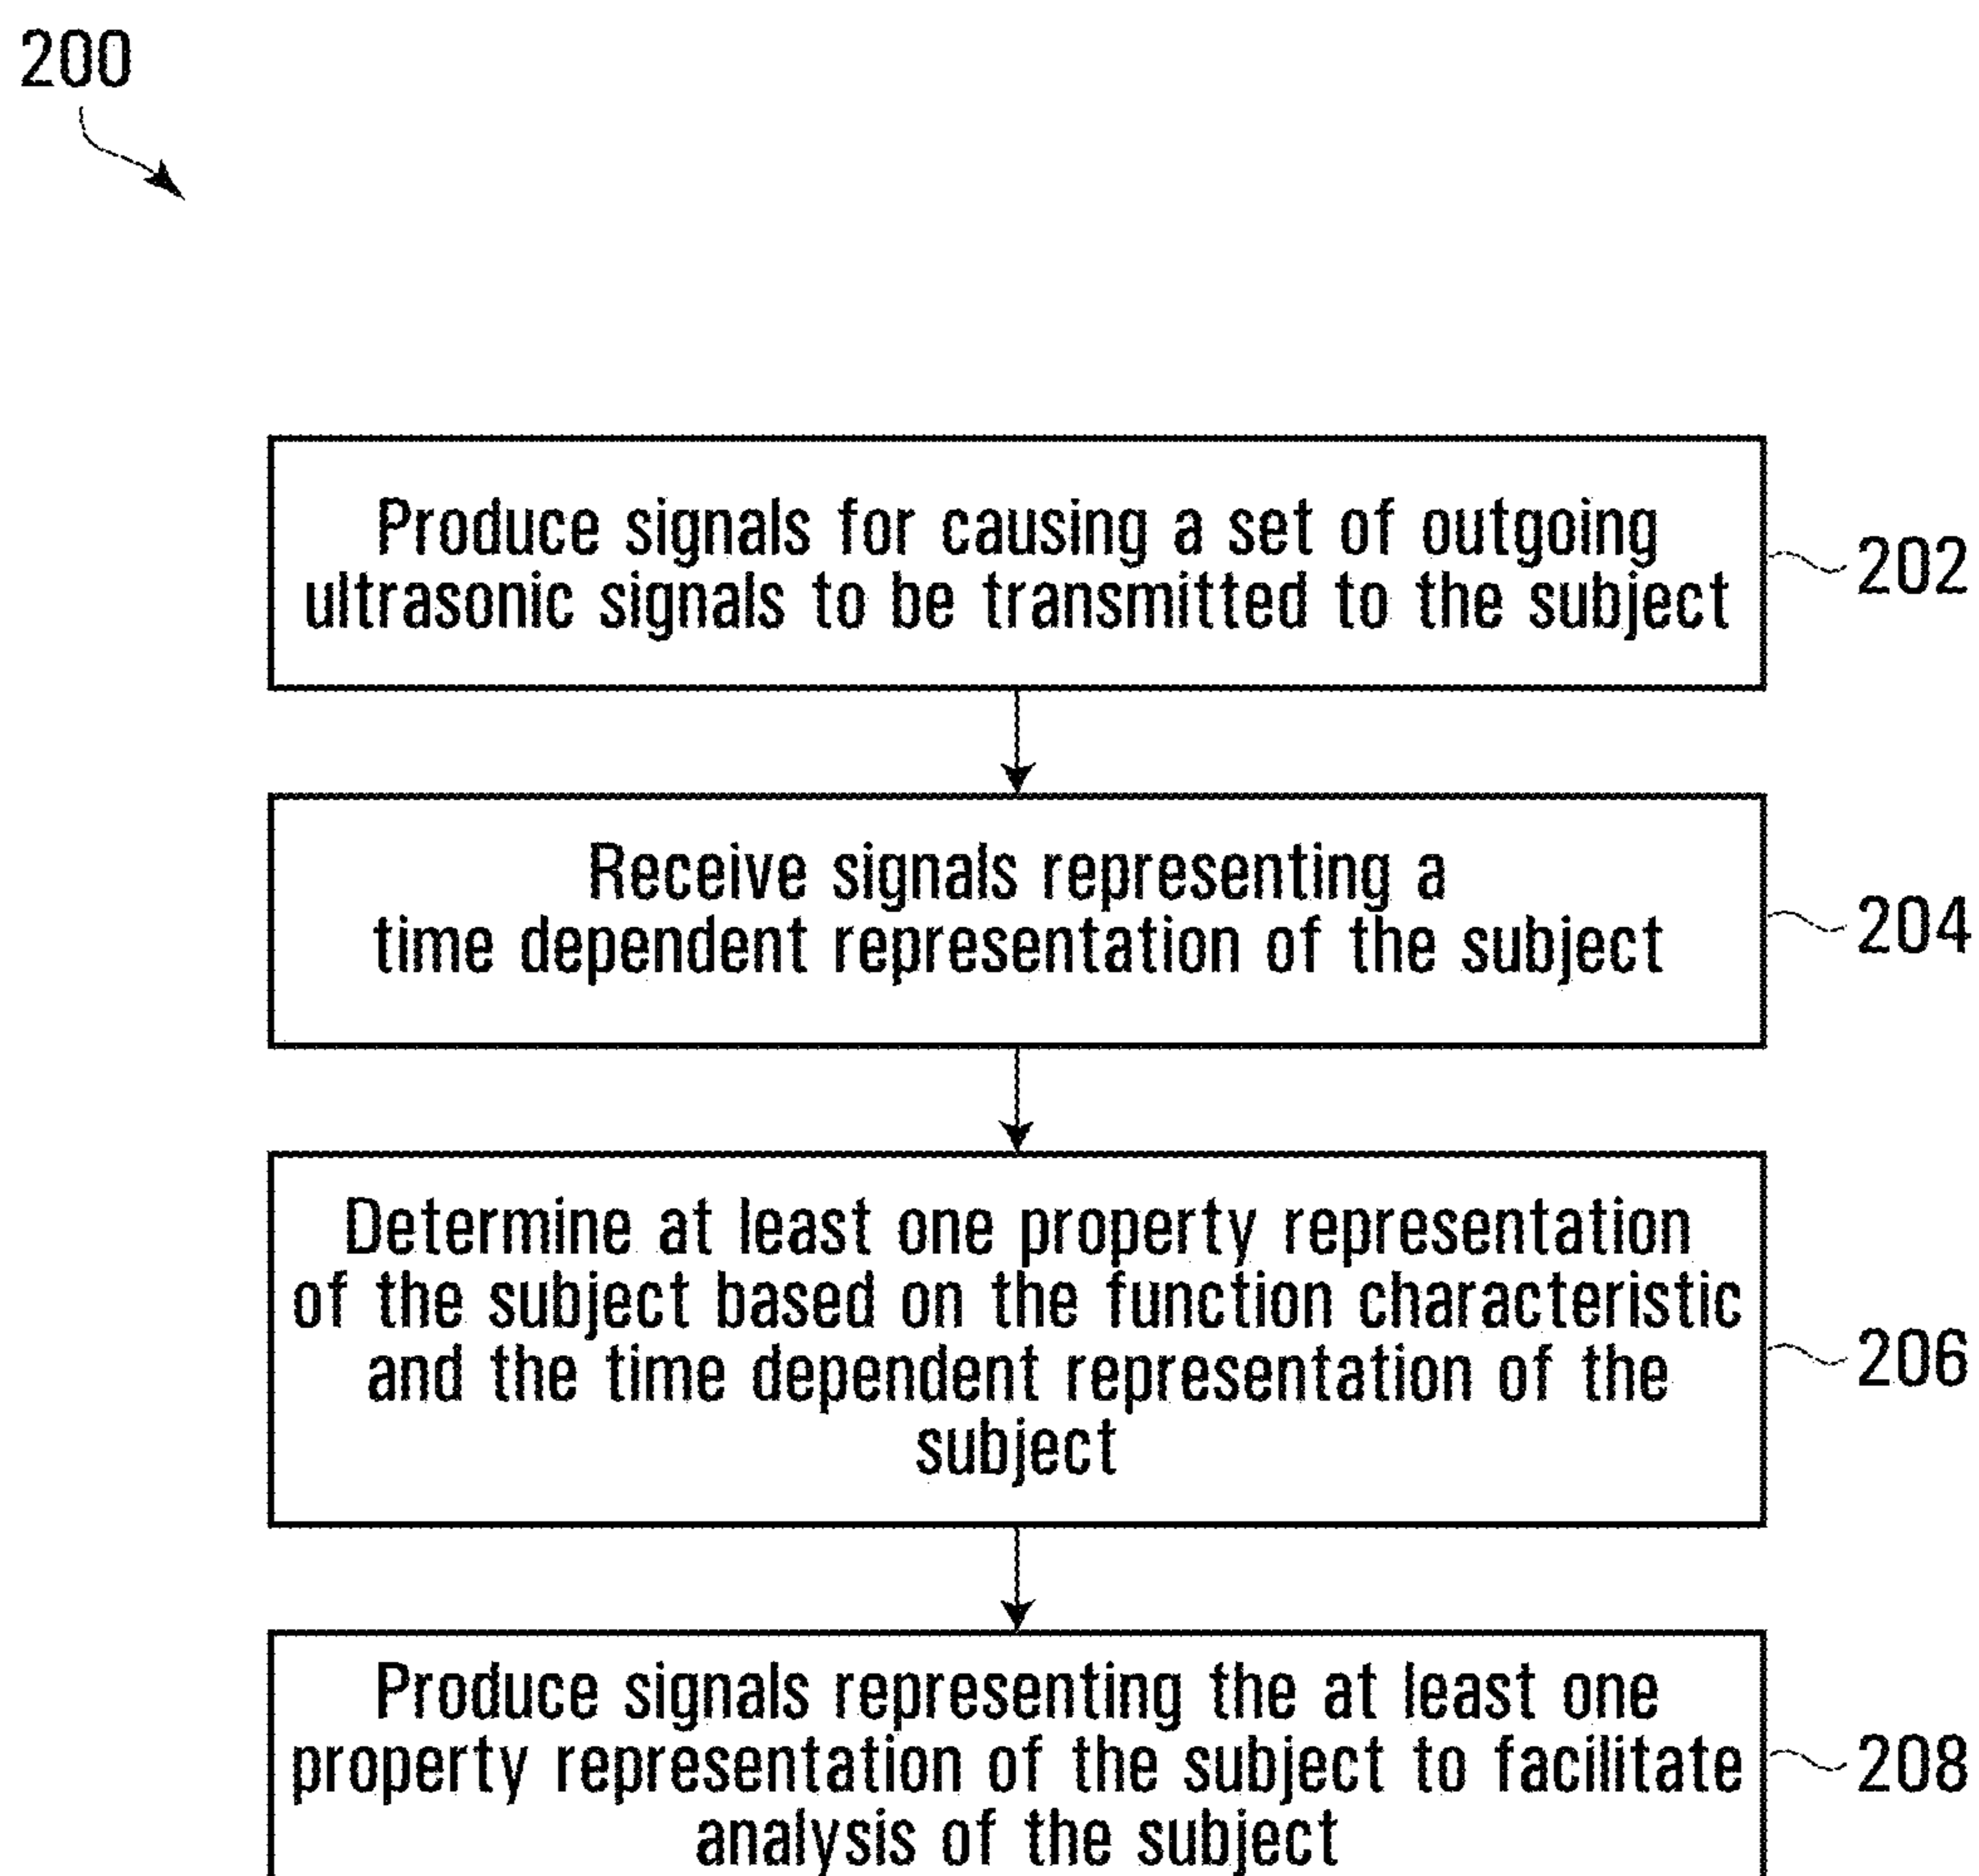 200
Produce signals for causing a set of outgoing
ultrasonic signals to be transmitted to the subject
202
Receive signals representing a
time dependent representation of the subject
204
Determine at least one property representation
of the subject based on the function characteristic
and the time dependent representation of the
subject
206
Produce signals representing the at least one
property representation of the subject to facilitate
analysis of the subject
208